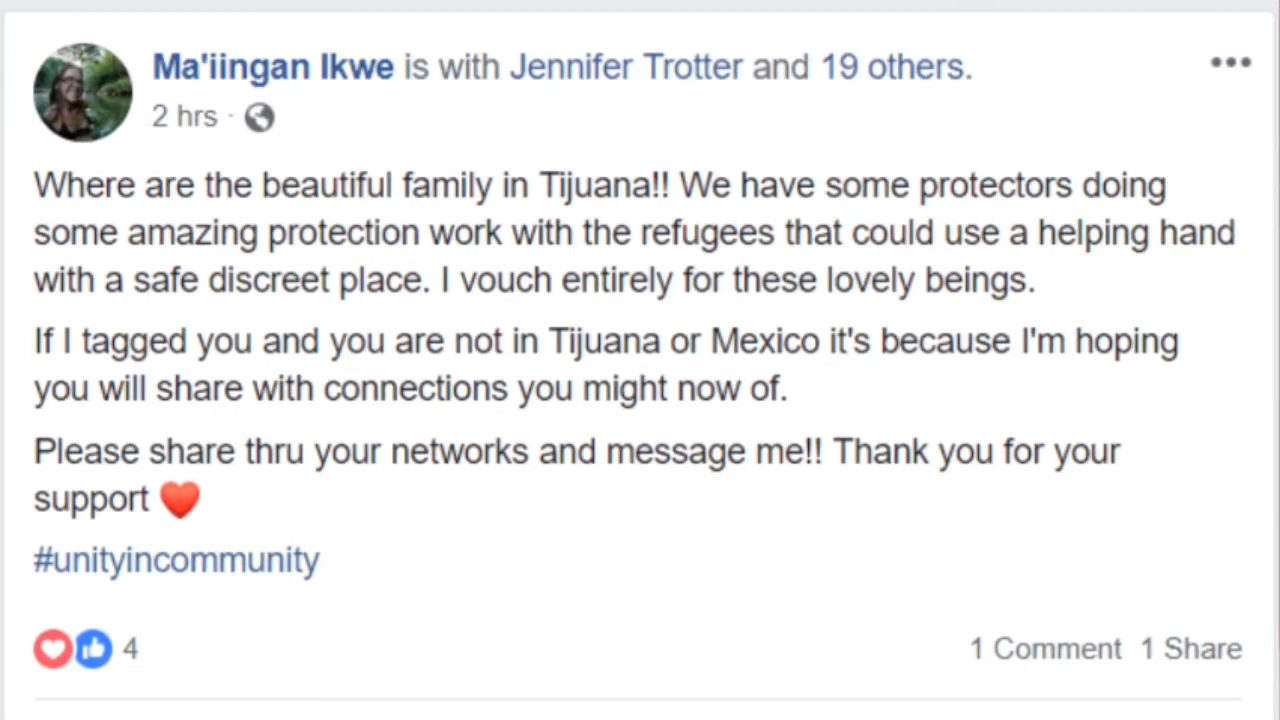 Ma'iingan Ikwe is with Jennifer Trotter and 19 others.
2 hrs ·
Where are the beautiful family in Tijuana!! We have some protectors doing
some amazing protection work with the refugees that could use a helping hand
with a safe discreet place. I vouch entirely for these lovely beings.
If I tagged you and you are not in Tijuana or Mexico it's because I'm hoping
you will share with connections you might now of.
Please share thru your networks and message me!! Thank you for your
support ❤
#unityincommunity
4
1 Comment 1 Share